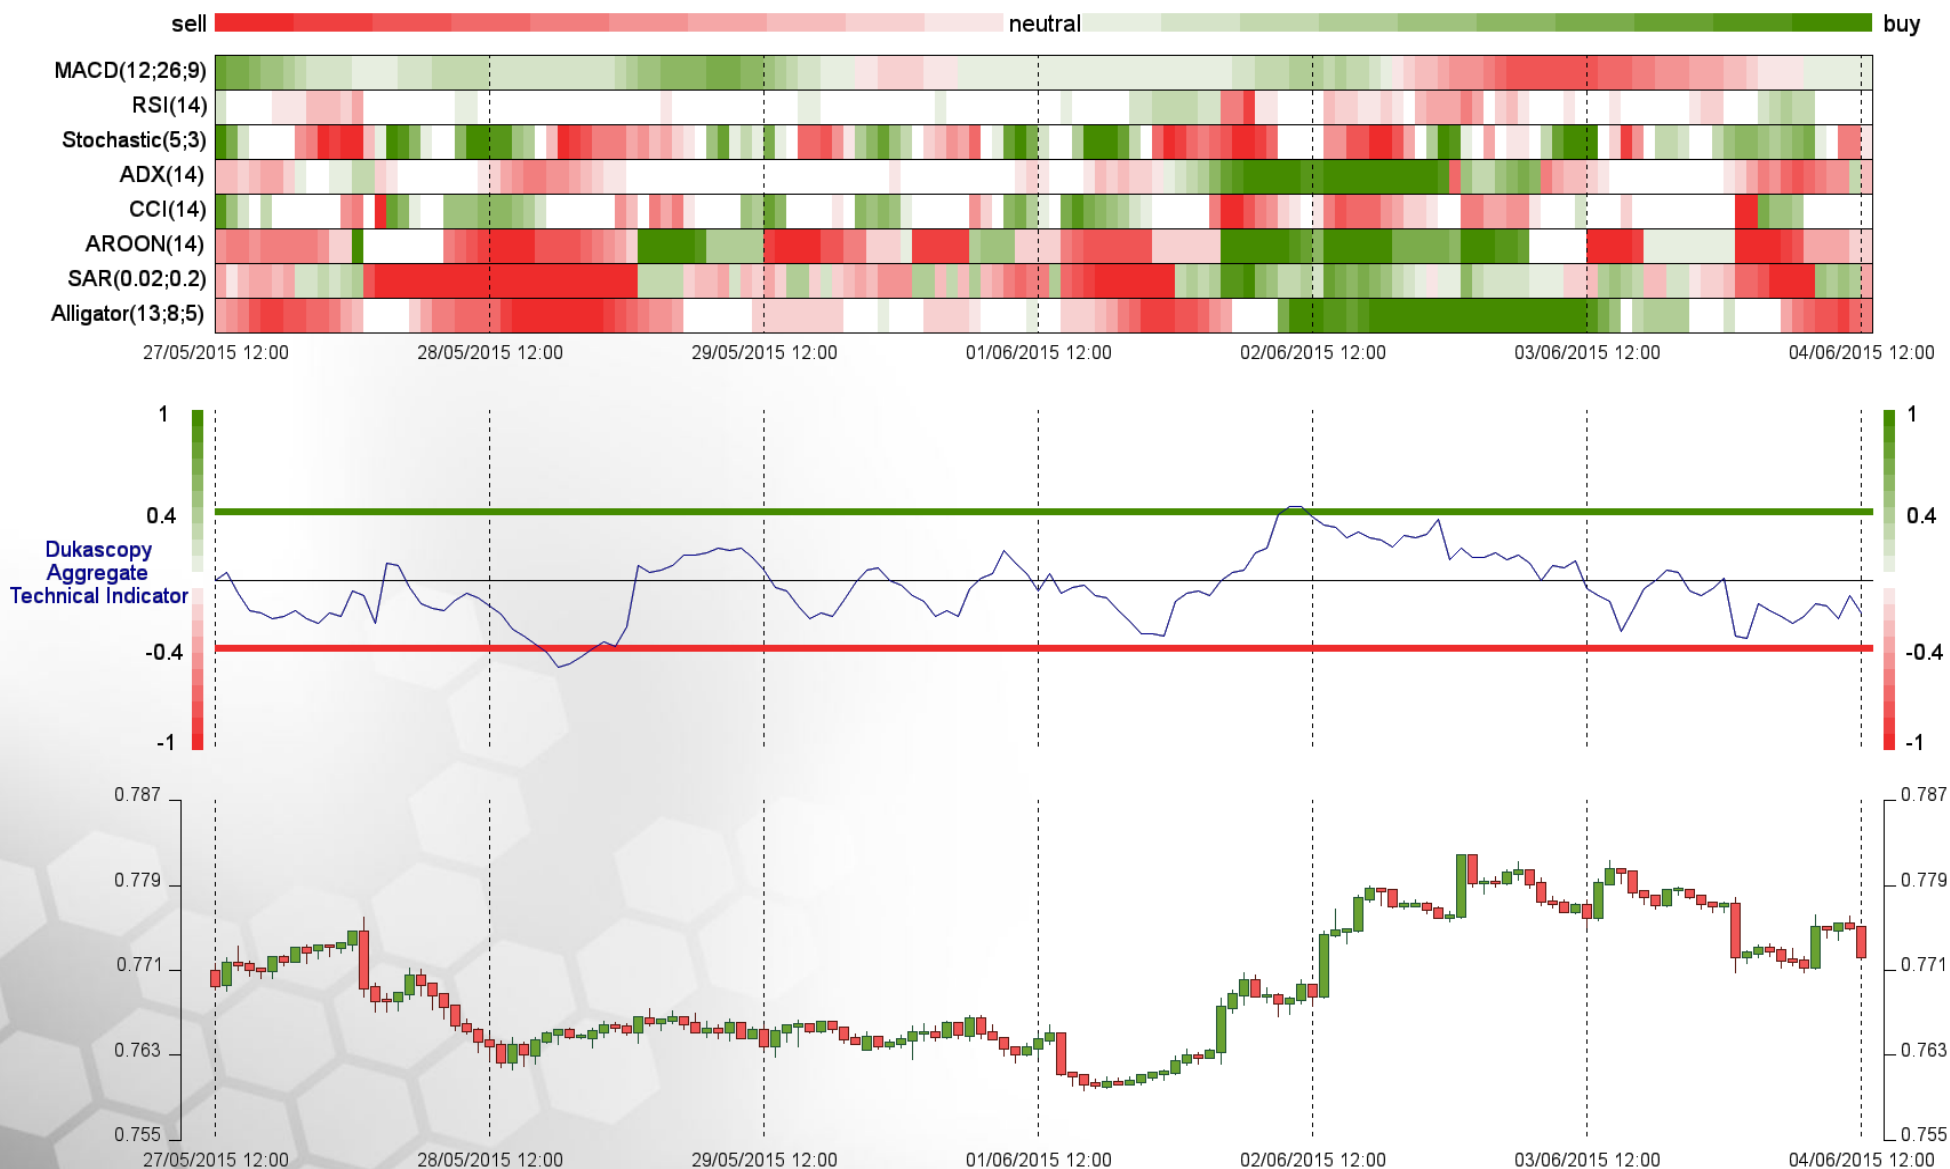 sell neutral buy
MACD(12;26;9)
RSI(14)
Stochastic(5;3)
ADX(14)
CCI(14)
AROON(14)
SAR(0.02;0.2)
Alligator(13;8;5)
27/05/2015 12:00 28/05/2015 12:00 29/05/2015 12:00 01/06/2015 12:00 02/06/2015 12:00 03/06/2015 12:00 04/06/2015 12:00
1 1
0.4 0.4
Dukascopy
Aggregate
Technical Indicator
-0.4 -0.4
-1 -1
0.787 0.787
0.779 0.779
0.771 0.771
0.763 0.763
0.755 0.755
27/05/2015 12:00 28/05/2015 12:00 29/05/2015 12:00 01/06/2015 12:00 02/06/2015 12:00 03/06/2015 12:00 04/06/2015 12:00